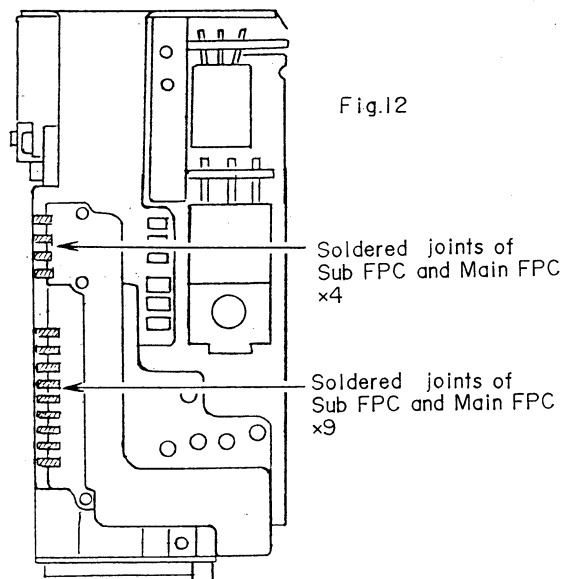 Fig.12
Soldered joints of
Sub FPC and Main FPC
×4
Soldered joints of
Sub FPC and Main FPC
×9